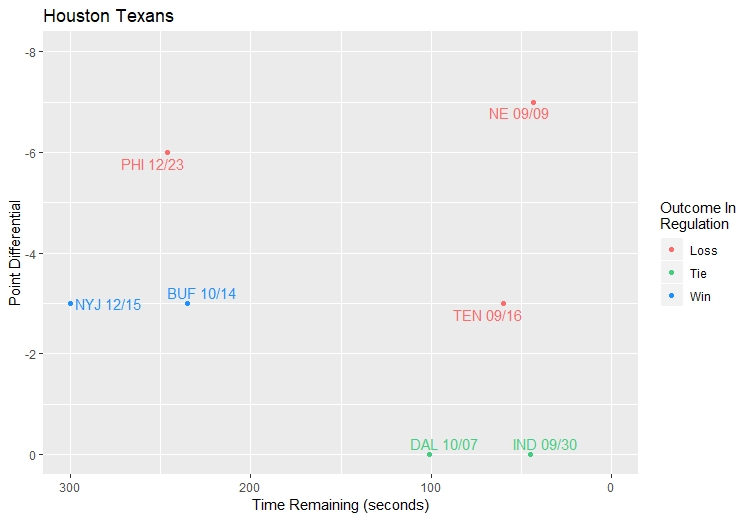 Houston Texans
-8
-6
-4
-2
0
Point Differential
NE 09/09
PHI 12/23
NYJ 12/15
BUF 10/14
TEN 09/16
DAL 10/07
IND 09/30
300
200
100
0
Time Remaining (seconds)
Outcome In
Regulation
Loss
Tie
Win